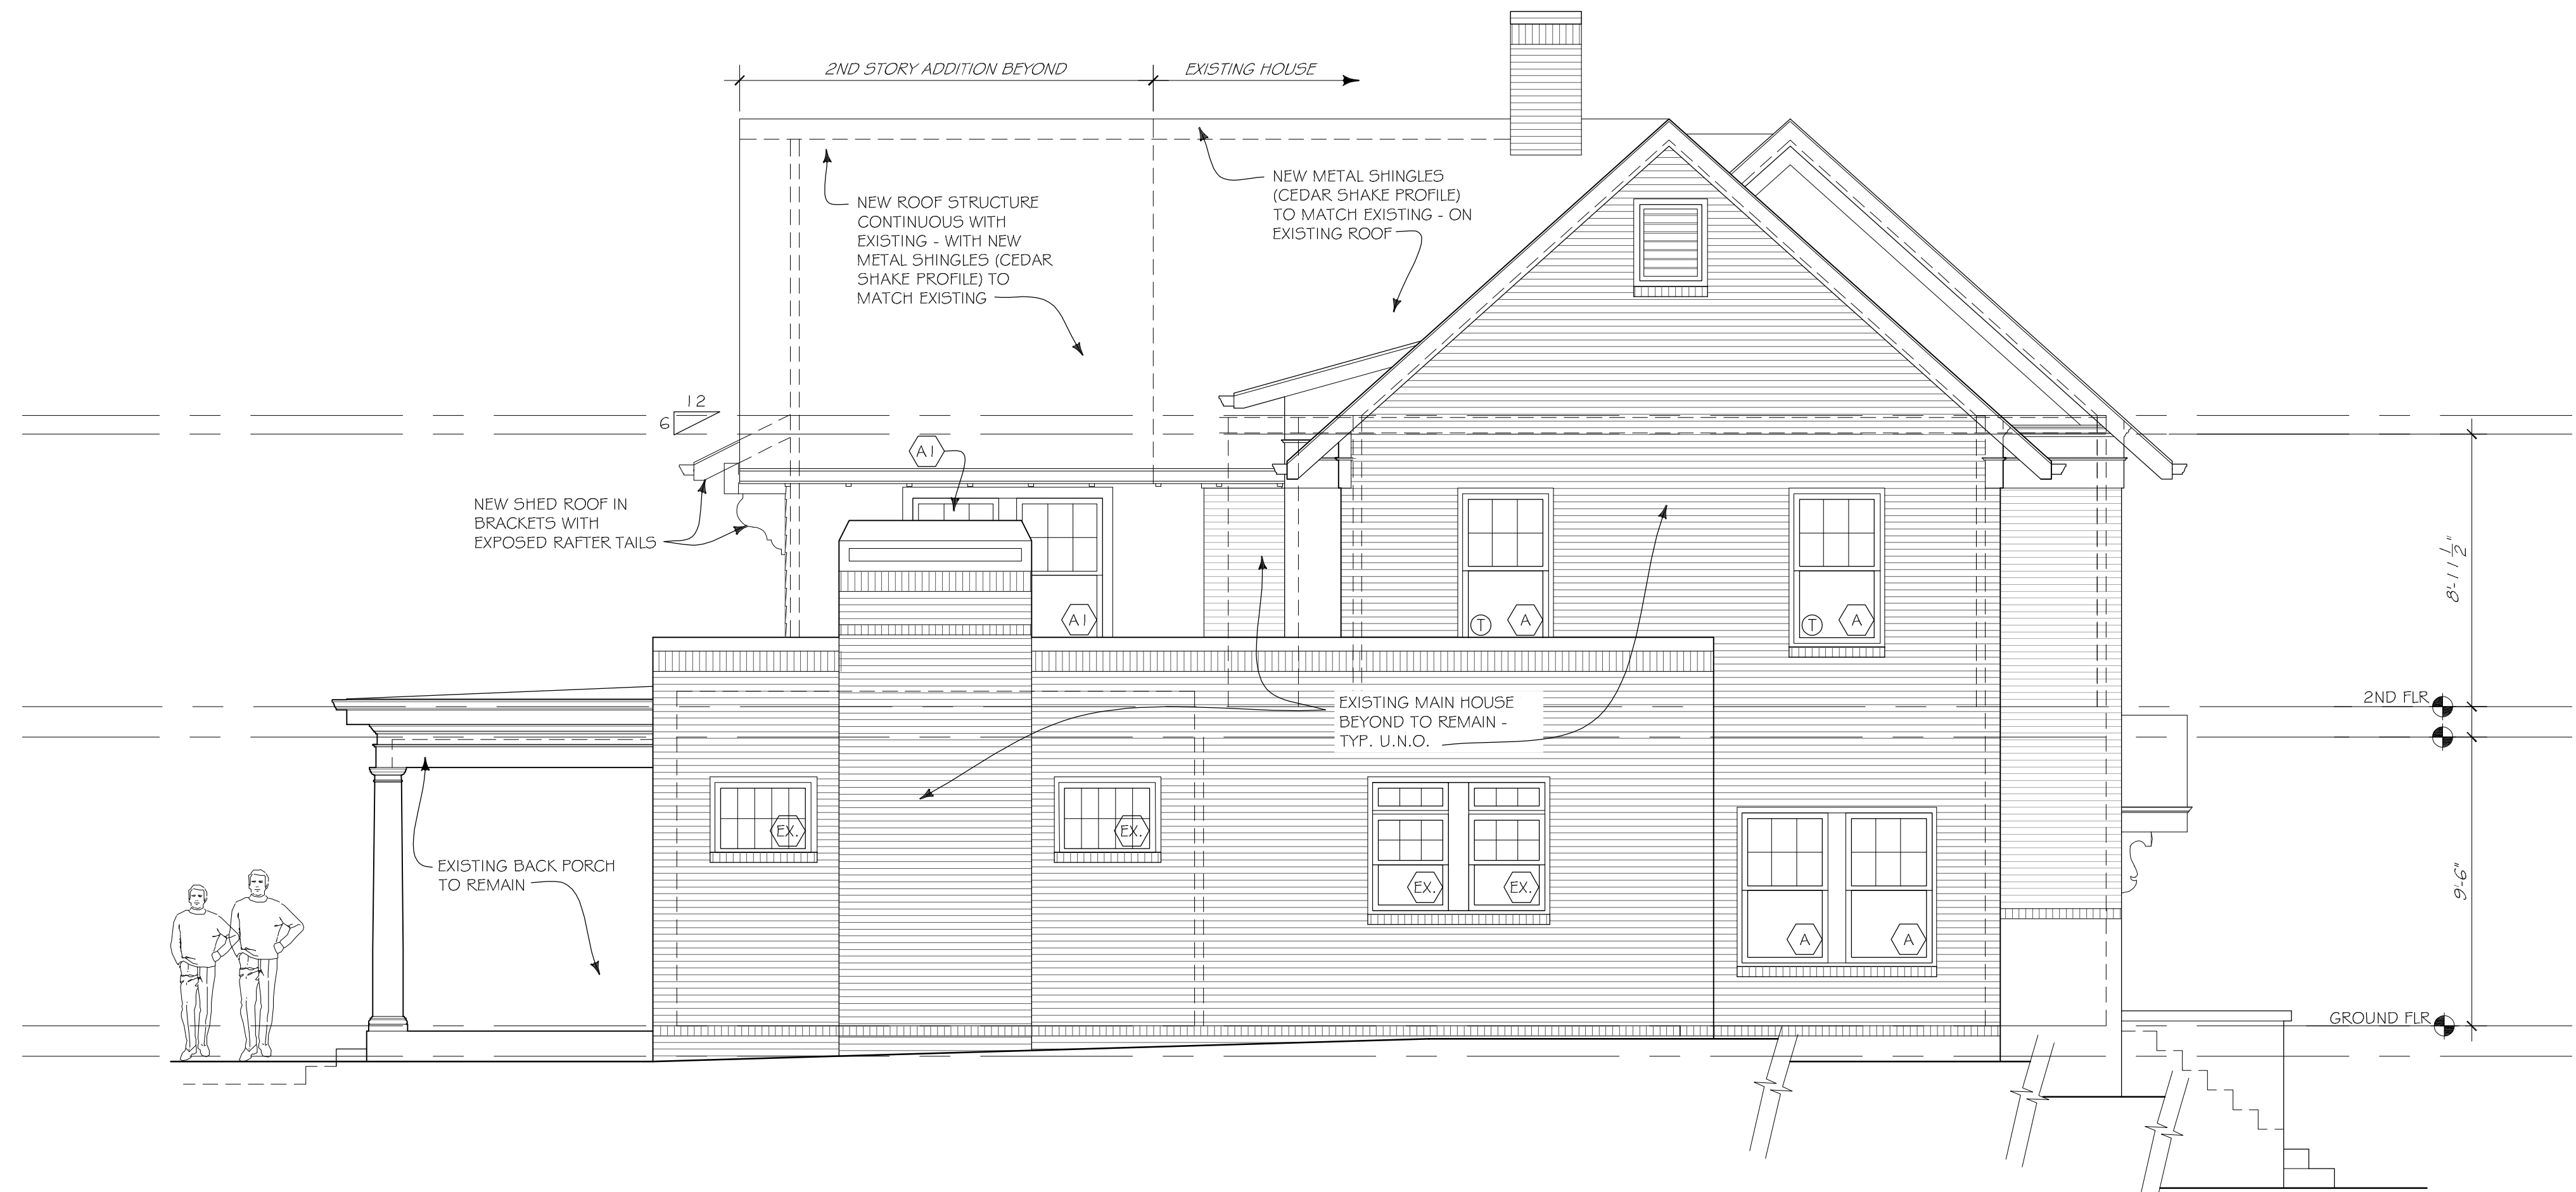 2ND STORY ADDITION BEYOND
EXISTING HOUSE
NEW METAL SHINGLES
(CEDAR SHAKE PROFILE)
TO MATCH EXISTING - ON
EXISTING ROOF
NEW ROOF STRUCTURE
CONTINUOUS WITH
EXISTING - WITH NEW
METAL SHINGLES (CEDAR
SHAKE PROFILE) TO
MATCH EXISTING
12
6
A1
NEW SHED ROOF IN
BRACKETS WITH
EXPOSED RAFTER TAILS
8'-11 1/2"
A1
T
A
T
A
2ND FLR
EXISTING MAIN HOUSE
BEYOND TO REMAIN -
TYP. U.N.O.
EX.
EX.
EXISTING BACK PORCH
TO REMAIN
EX.
EX.
9'-6"
A
A
GROUND FLR